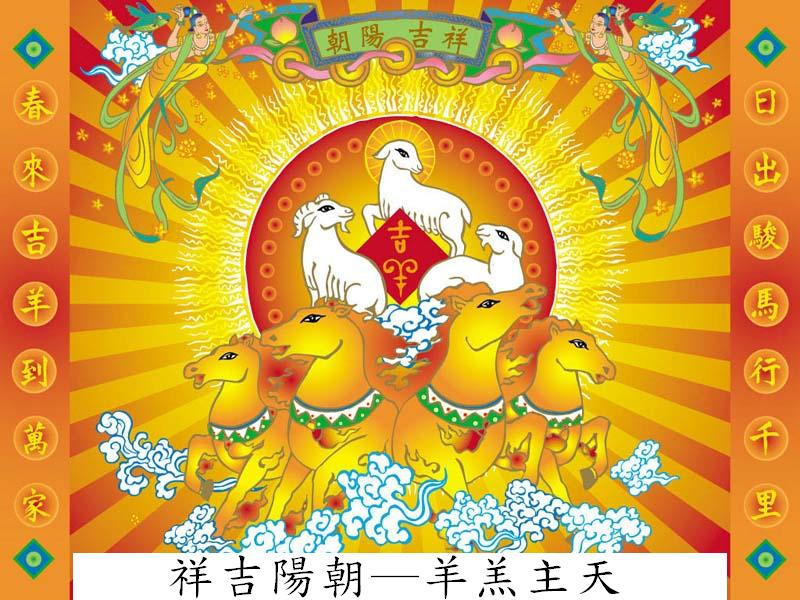 朝陽 吉祥
日出駿馬行千里
春來吉羊到萬家
吉
羊
天主羔羊—朝陽吉祥